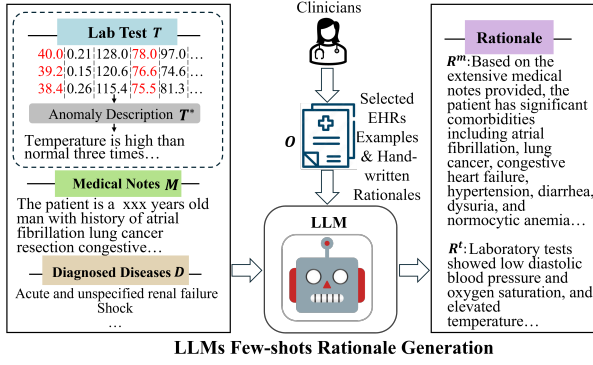 Lab Test T
40.0 0.21 128.0 78.0 97.0 ...
39.2 0.15 120.6 76.6 74.6 ...
38.4 0.26 115.4 75.5 81.3 ...
Anomaly Description T*
Temperature is high than
normal three times…
Medical Notes M
The patient is a xxx years old
man with history of atrial
fibrillation lung cancer
resection congestive…
Diagnosed Diseases D
Acute and unspecified renal failure
Shock
…
Clinicians
O
Selected
EHRs
Examples
& Hand-
written
Rationales
LLM
Rationale
Rᵐ:Based on the
extensive medical
notes provided, the
patient has significant
comorbidities
including atrial
fibrillation, lung
cancer, congestive
heart failure,
hypertension, diarrhea,
dysuria, and
normocytic anemia…
Rᵗ:Laboratory tests
showed low diastolic
blood pressure and
oxygen saturation, and
elevated
temperature…
LLMs Few-shots Rationale Generation